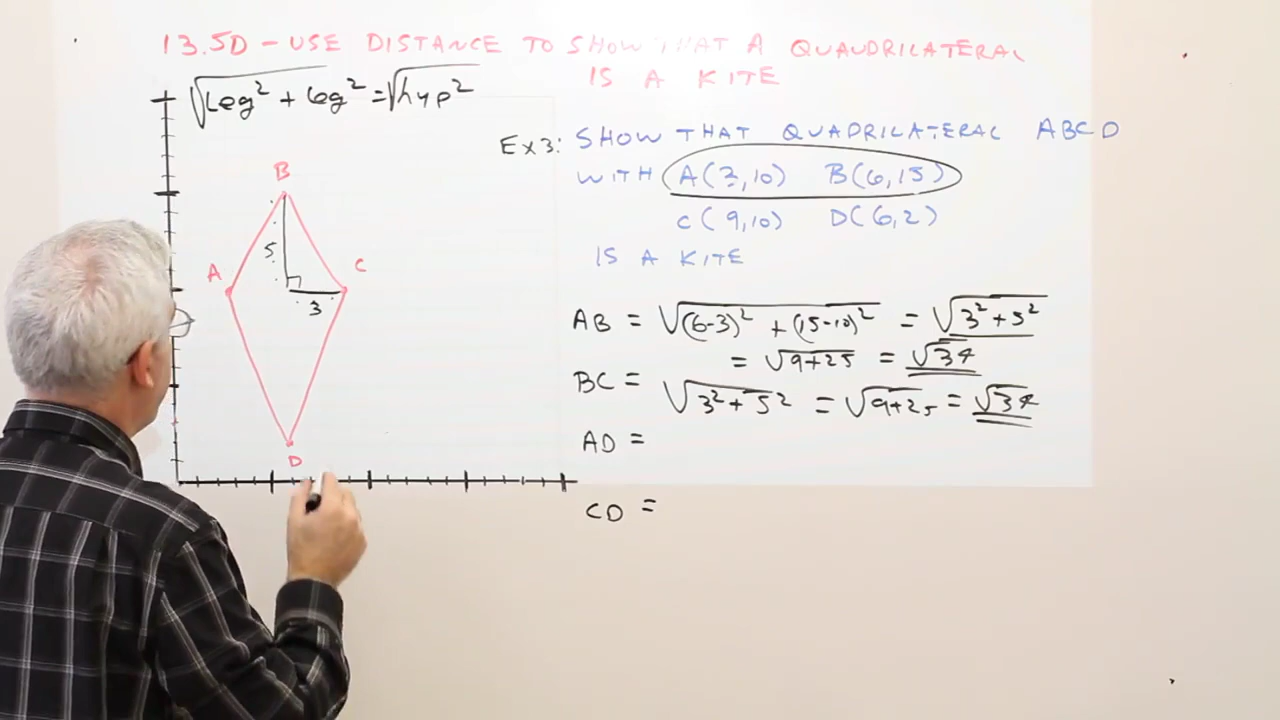 13.5D - USE DISTANCE TO SHOW THAT A QUAUDRILATERAL
IS A KITE
√Leg² + Leg² = √hyp²
Ex3: SHOW THAT QUADRILATERAL ABCD
WITH A(3,10) B(6,15)
C(9,10) D(6,2)
IS A KITE
B
5
A
C
3
D
AB = √(6-3)² + (15-10)² = √3² + 5²
= √9+25 = √34
BC = √3² + 5² = √9+25 = √34
AD =
CD =